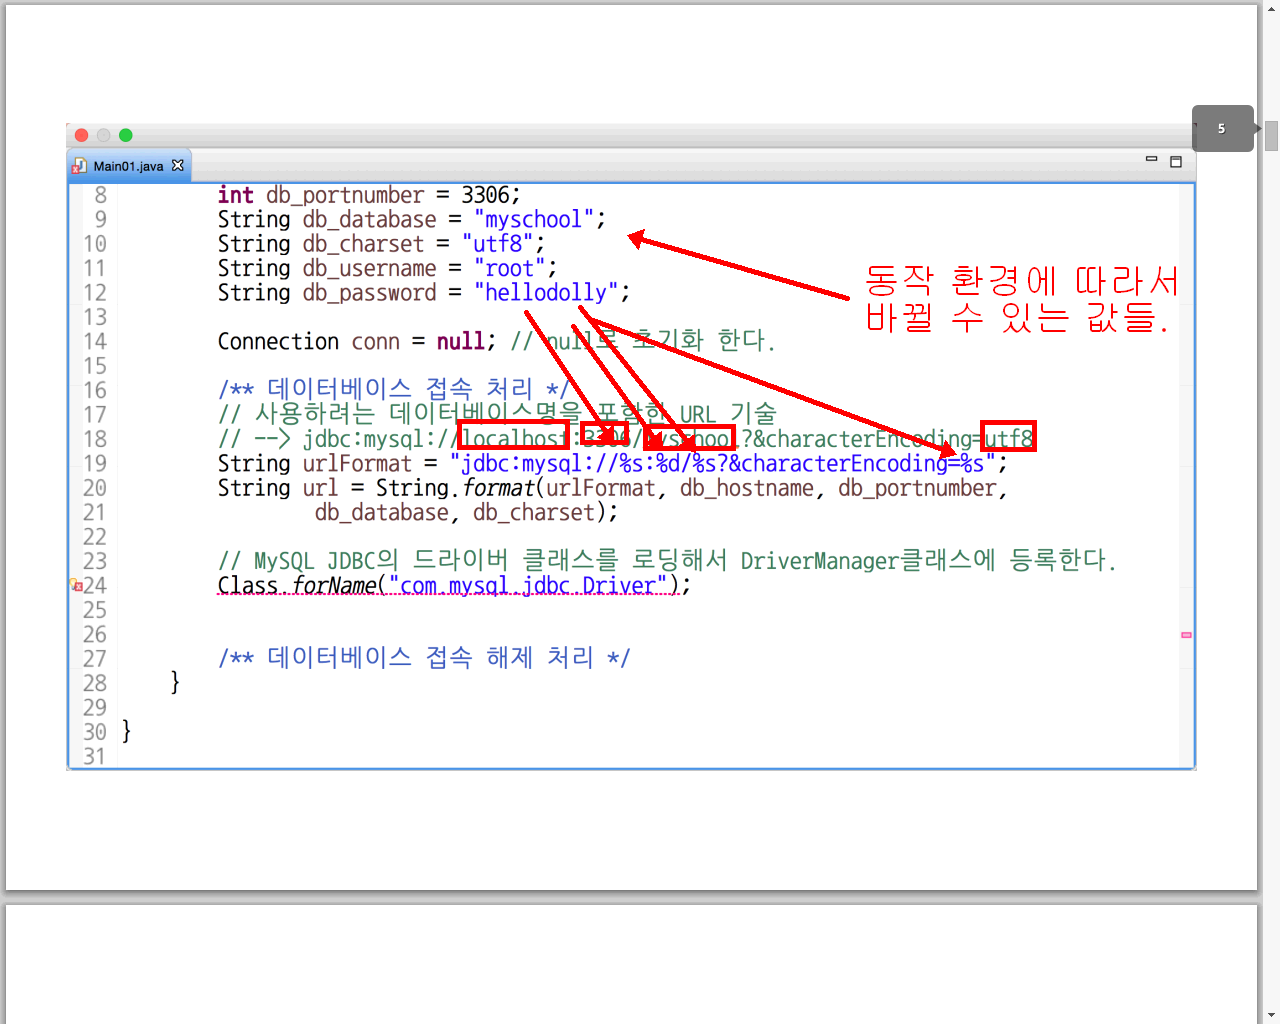 5
Main01.java
8 int db_portnumber = 3306;
9 String db_database = "myschool";
10 String db_charset = "utf8";
11 String db_username = "root";
12 String db_password = "hellodolly";
동작 환경에 따라서
바뀔 수 있는 값들.
13
14 Connection conn = null; // null로 초기화 한다.
15
16 /** 데이터베이스 접속 처리 */
17 // 사용하려는 데이터베이스명을 포함한 URL 기술
18 // --> jdbc:mysql://localhost:3306/myschool?&characterEncoding=utf8
19 String urlFormat = "jdbc:mysql://%s:%d/%s?&characterEncoding=%s";
20 String url = String.format(urlFormat, db_hostname, db_portnumber,
21 db_database, db_charset);
22
23 // MySQL JDBC의 드라이버 클래스를 로딩해서 DriverManager클래스에 등록한다.
24 Class.forName("com.mysql.jdbc.Driver");
25
26
27 /** 데이터베이스 접속 해제 처리 */
28 }
29
30 }
31